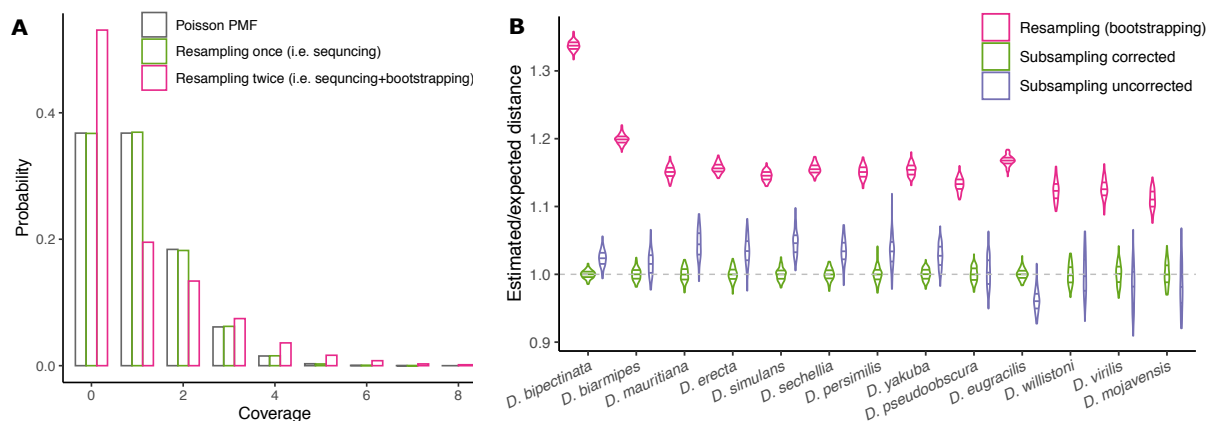 A
Poisson PMF
Resampling once (i.e. sequncing)
Resampling twice (i.e. sequncing+bootstrapping)
Probability
0.4
0.2
0.0
0 2 4 6 8
Coverage
B
Resampling (bootstrapping)
Subsampling corrected
Subsampling uncorrected
Estimated/expected distance
1.3
1.2
1.1
1.0
0.9
D. bipectinata
D. biarmipes
D. mauritiana
D. erecta
D. simulans
D. sechellia
D. persimilis
D. yakuba
D. pseudoobscura
D. eugracilis
D. willistoni
D. virilis
D. mojavensis